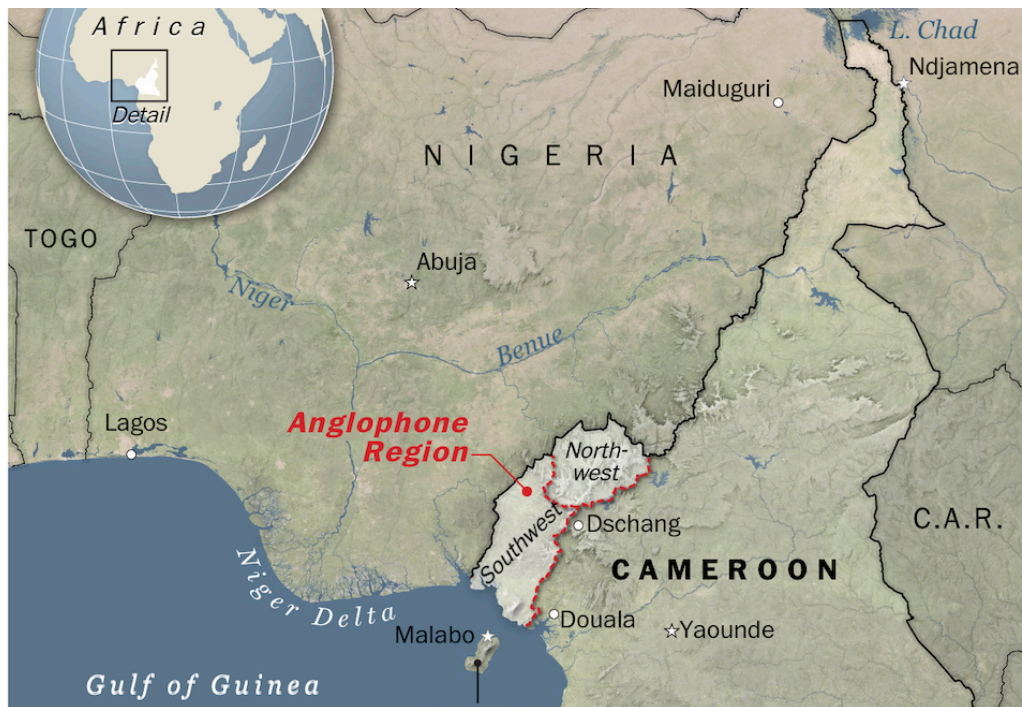 Africa
Detail
L. Chad
Ndjamena
Maiduguri
NIGERIA
TOGO
Abuja
Niger
Benue
Lagos
Anglophone
Region
North-
west
Southwest
Dschang
C.A.R.
CAMEROON
Niger Delta
Douala
Malabo
Yaounde
Gulf of Guinea